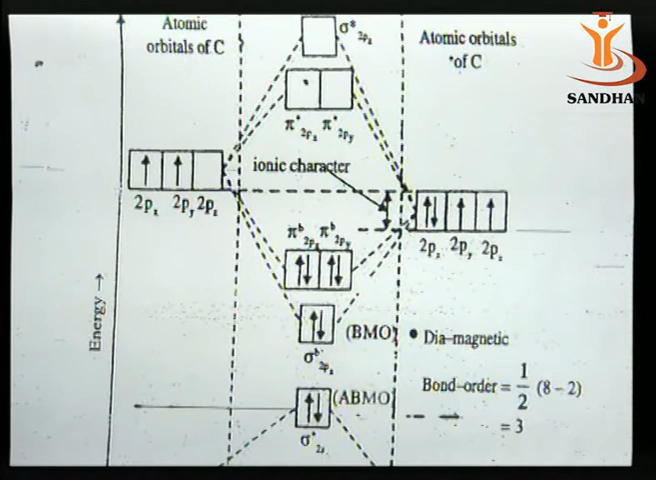 Atomic
orbitals of C
σ*2pz
Atomic orbitals
of C
SANDHAN
π*2px π*2py
ionic character
2px 2py 2pz
2px 2py 2pz
πb2px πb2py
Energy →
(BMO)
• Dia-magnetic
σb2pz
Bond-order = 1/2 (8 – 2)
(ABMO)
= 3
σ*2s